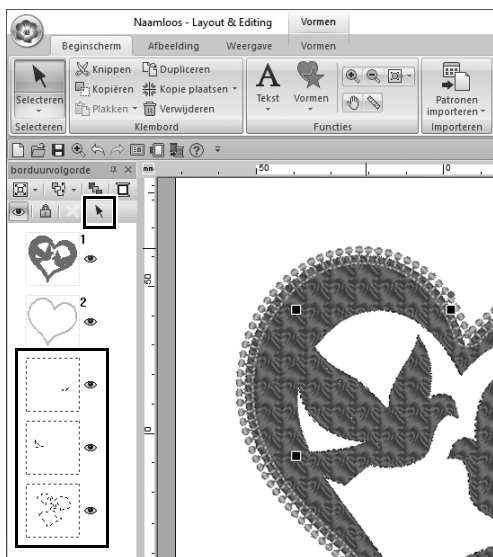 Naamloos - Layout & Editing Vormen
Beginscherm Afbeelding Weergave Vormen
Selecteren
Knippen Dupliceren
Kopiëren Kopie plaatsen
Plakken Verwijderen
Tekst Vormen
Patronen
importeren
Selecteren Klembord Functies Importeren
borduurvolgorde
mm 50 0
1
2
50
0